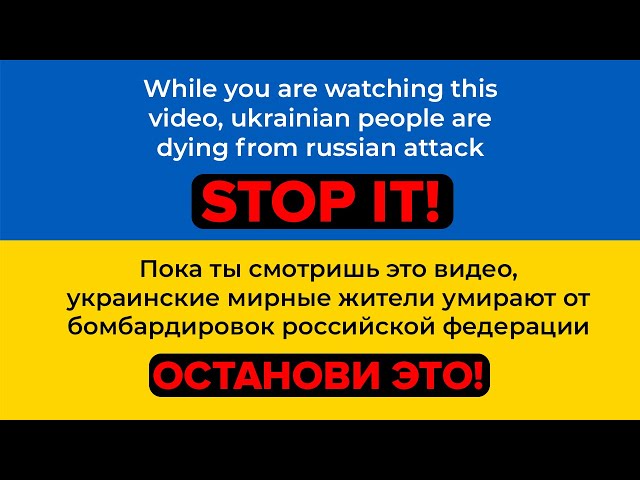 While you are watching this
video, ukrainian people are
dying from russian attack
STOP IT!
Пока ты смотришь это видео,
украинские мирные жители умирают от
бомбардировок российской федерации
ОСТАНОВИ ЭТО!